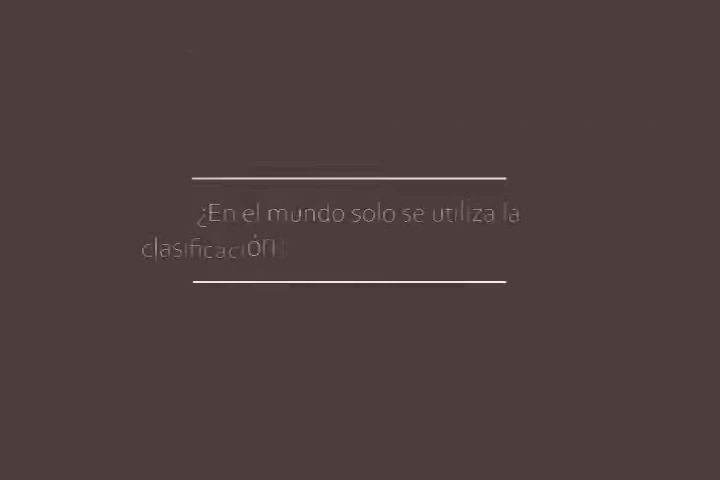 ¿En el mundo solo se utiliza la
clasificación